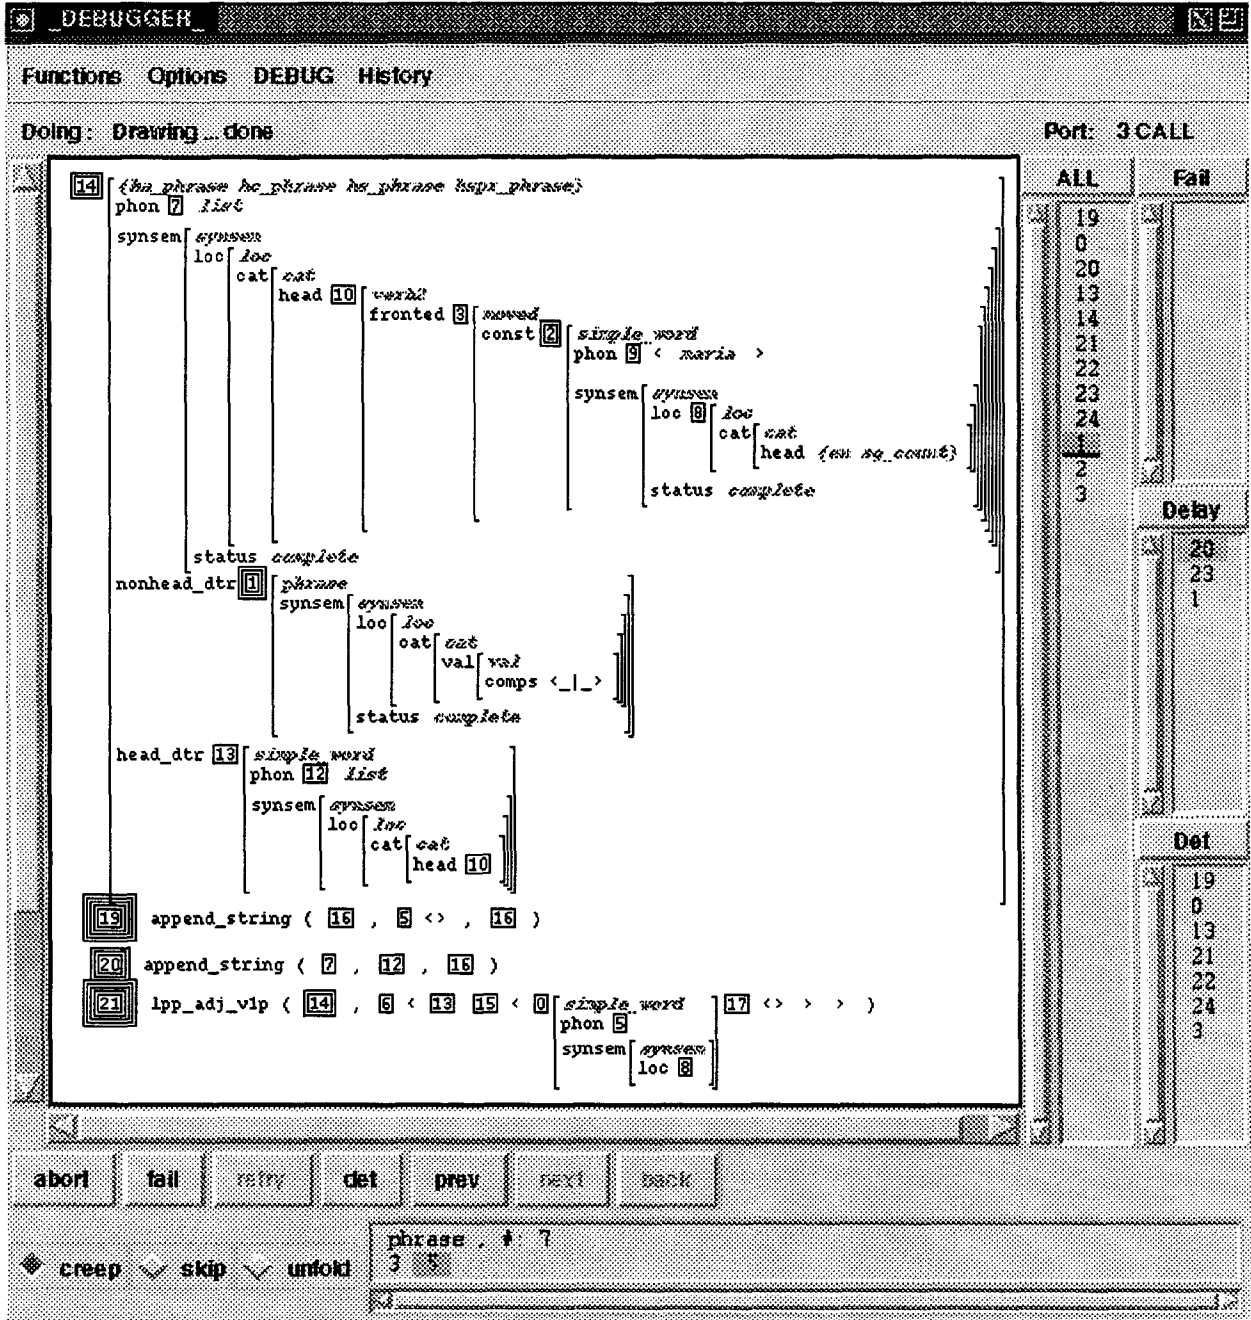 _DEBUGGER_
Functions Options DEBUG History
Doing: Drawing ... done Port: 3 CALL
ALL Fail
14 {ha_phrase hc_phrase hs_phrase hspx_phrase}
phon 7 list
synsem synsem
loc loc
cat cat
head 10 verb2
fronted 3 moved
const 2 simple_word
phon 9 < maria >
synsem synsem
loc 8 loc
cat cat
head {en sg_count}
status complete
status complete
nonhead_dtr 1 phrase
synsem synsem
loc loc
cat cat
val val
comps <_|_>
status complete
head_dtr 13 simple_word
phon 12 list
synsem synsem
loc loc
cat cat
head 10
19 append_string ( 16 , 5 <> , 16 )
20 append_string ( 7 , 12 , 16 )
21 lpp_adj_v1p ( 14 , 6 < 13 15 < 0 simple_word 17 <> > > )
phon 5
synsem synsem
loc 8
19
0
20
13
14
21
22
23
24
1
2
3
Delay
20
23
1
Det
19
0
13
21
22
24
3
abort fail retry det prev next back
creep skip unfold
phrase , #: 7
3 5